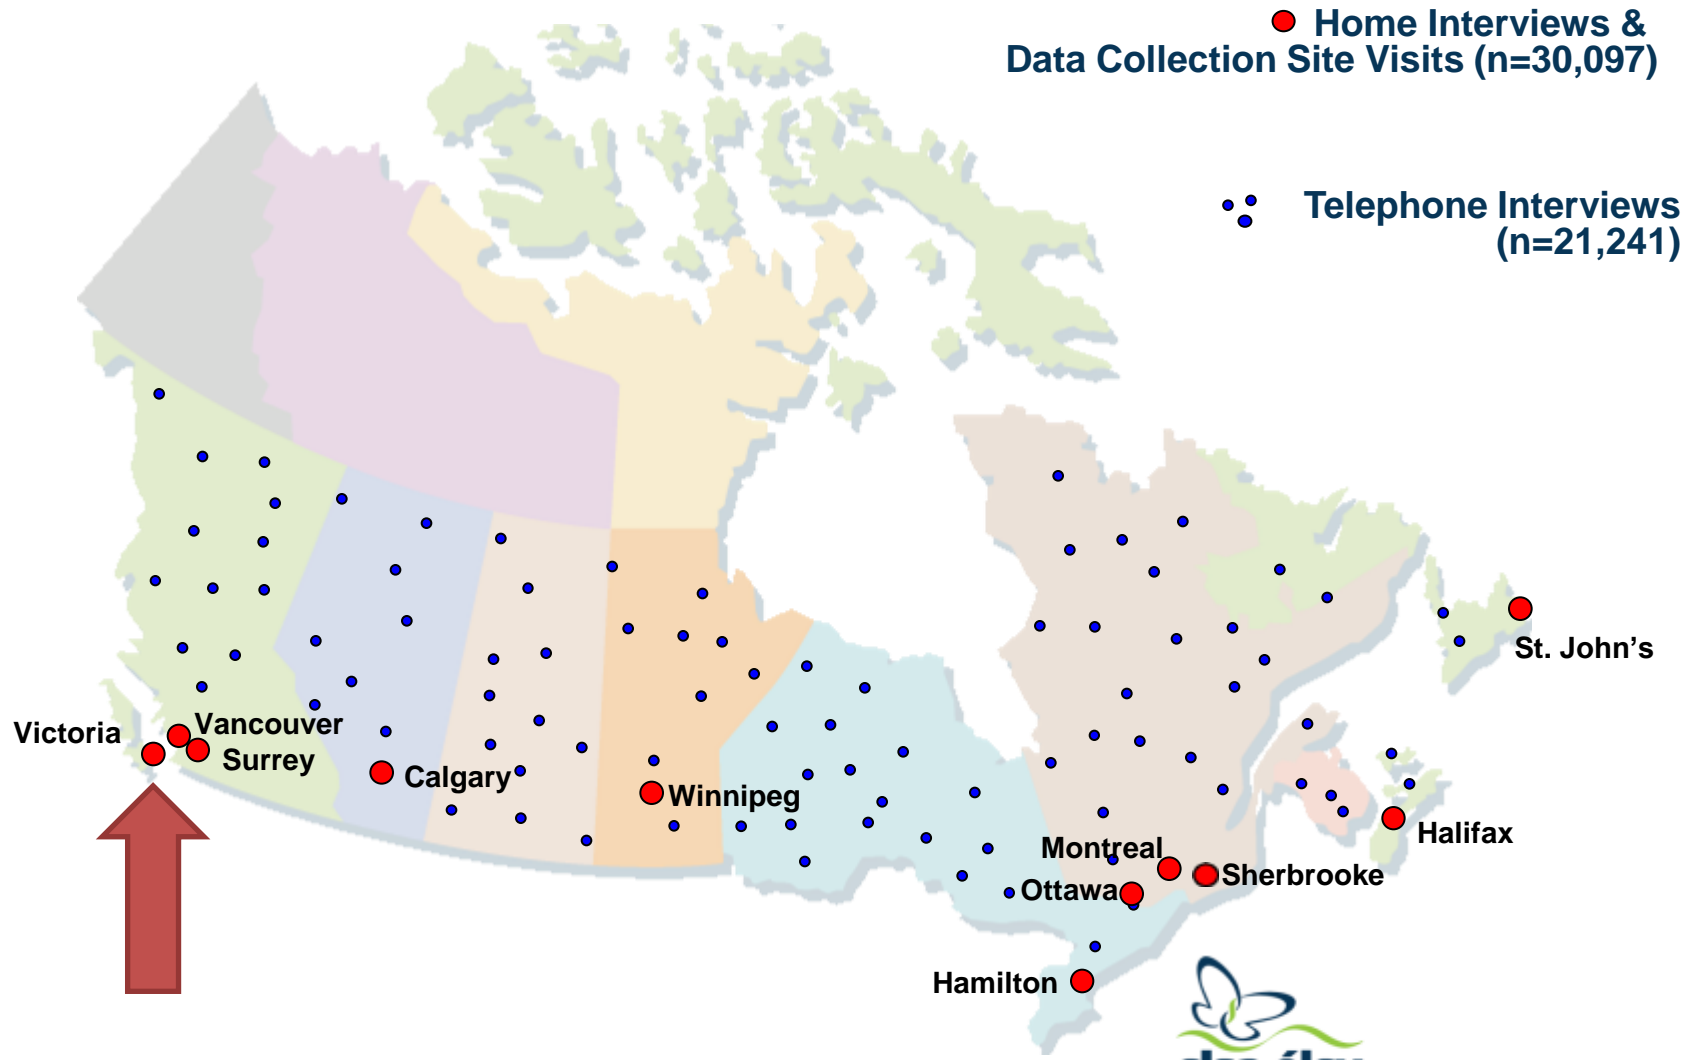 Home Interviews &
Data Collection Site Visits (n=30,097)
Telephone Interviews
(n=21,241)
St. John’s
Victoria
Vancouver
Surrey
Calgary
Winnipeg
Halifax
Montreal
Sherbrooke
Ottawa
Hamilton